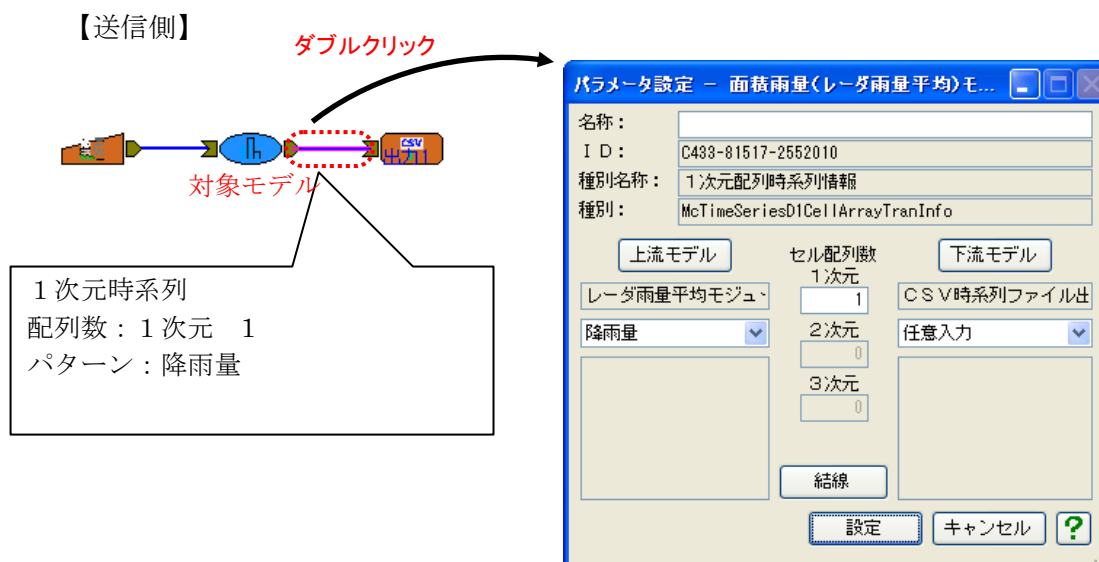 【送信側】
ダブルクリック
CSV
出力1
対象モデル
１次元時系列
配列数：１次元　1
パターン：降雨量
パラメータ設定 － 面積雨量(レーダ雨量平均)モ...
名称：
ＩＤ： C433-81517-2552010
種別名称： １次元配列時系列情報
種別： McTimeSeriesD1CellArrayTranInfo
上流モデル セル配列数 下流モデル
１次元
レーダ雨量平均モジュ 1 ＣＳＶ時系列ファイル出
降雨量 ２次元 任意入力
0
３次元
0
結線
設定 キャンセル ?